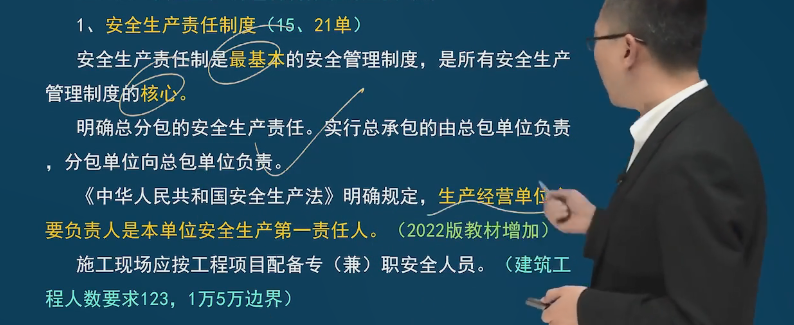 1、安全生产责任制度（15、21单）
安全生产责任制是最基本的安全管理制度，是所有安全生产
管理制度的核心。
明确总分包的安全生产责任。实行总承包的由总包单位负责
，分包单位向总包单位负责。
《中华人民共和国安全生产法》明确规定，生产经营单位
要负责人是本单位安全生产第一责任人。（2022版教材增加）
施工现场应按工程项目配备专（兼）职安全人员。（建筑工
程人数要求123，1万5万边界）